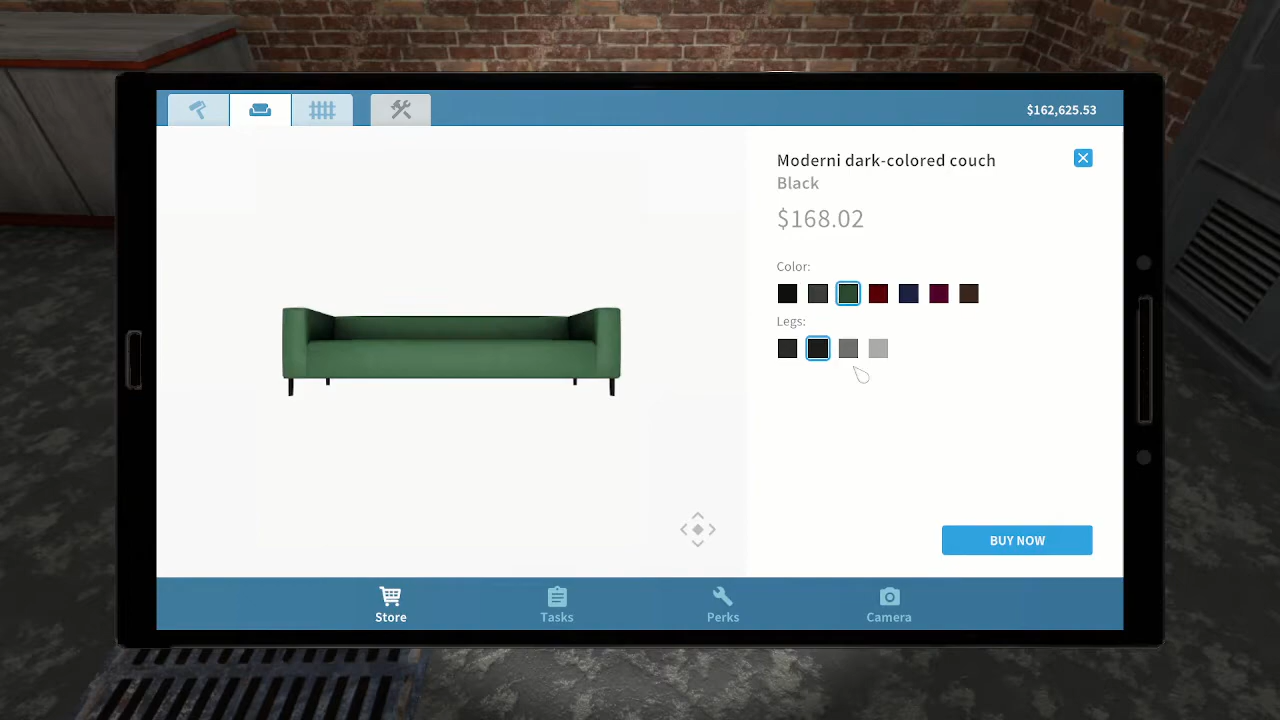 $162,625.53
Moderni dark-colored couch
Black
$168.02
Color:
Legs:
BUY NOW
Store
Tasks
Perks
Camera